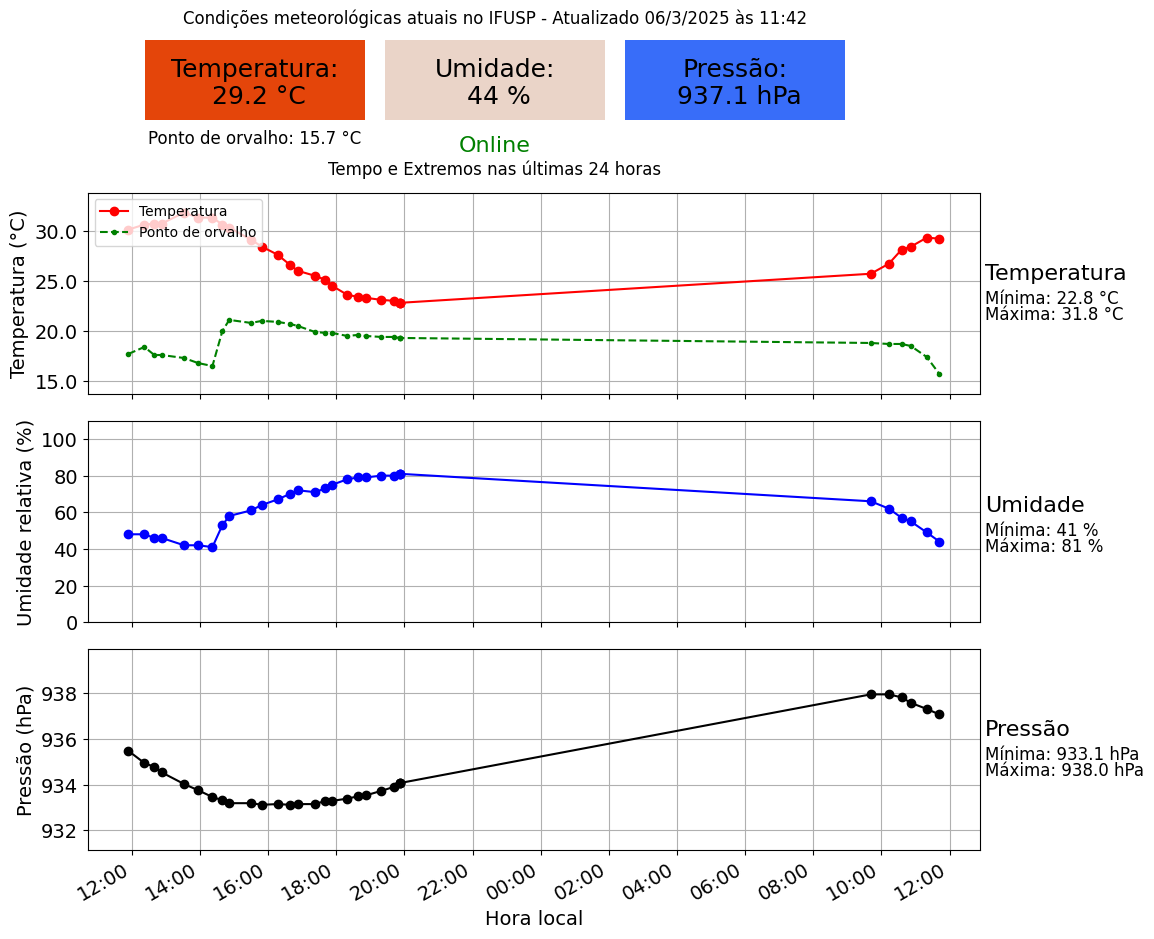 Condições meteorológicas atuais no IFUSP - Atualizado 06/3/2025 às 11:42
Temperatura:
29.2 °C
Umidade:
44 %
Pressão:
937.1 hPa
Ponto de orvalho: 15.7 °C
Online
Tempo e Extremos nas últimas 24 horas
Temperatura (°C)
30.0
25.0
20.0
15.0
Temperatura
Ponto de orvalho
Temperatura
Mínima: 22.8 °C
Máxima: 31.8 °C
Umidade relativa (%)
100
80
60
40
20
0
Umidade
Mínima: 41 %
Máxima: 81 %
Pressão (hPa)
938
936
934
932
Pressão
Mínima: 933.1 hPa
Máxima: 938.0 hPa
12:00 14:00 16:00 18:00 20:00 22:00 00:00 02:00 04:00 06:00 08:00 10:00 12:00
Hora local